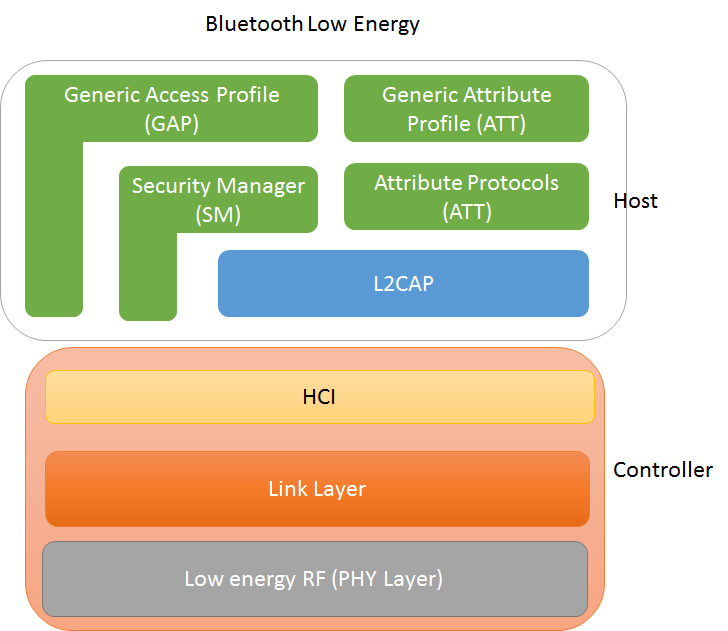 Bluetooth Low Energy
Generic Access Profile
(GAP)
Generic Attribute
Profile (ATT)
Security Manager
(SM)
Attribute Protocols
(ATT)
Host
L2CAP
HCI
Controller
Link Layer
Low energy RF (PHY Layer)